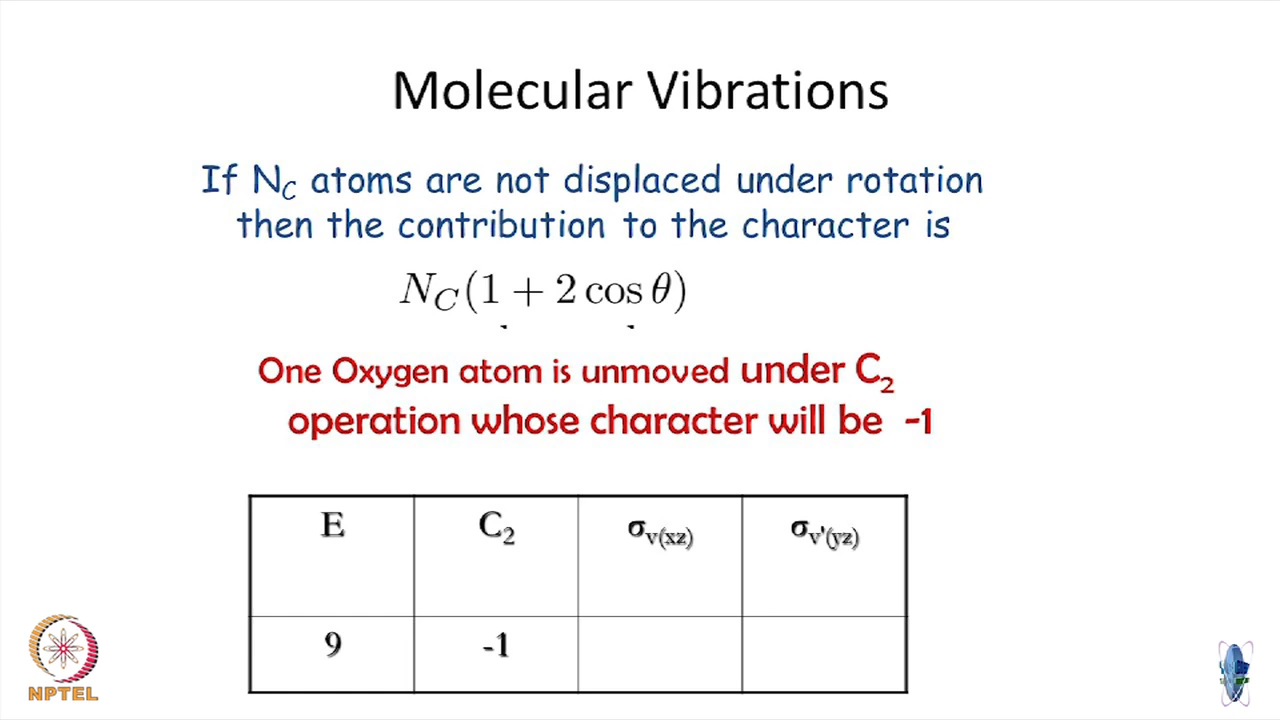 Molecular Vibrations
If N_C atoms are not displaced under rotation
then the contribution to the character is
N_C(1 + 2 cos θ)
One Oxygen atom is unmoved under C₂
operation whose character will be -1
E C₂ σ_v(xz) σ_v'(yz)
9 -1
NPTEL